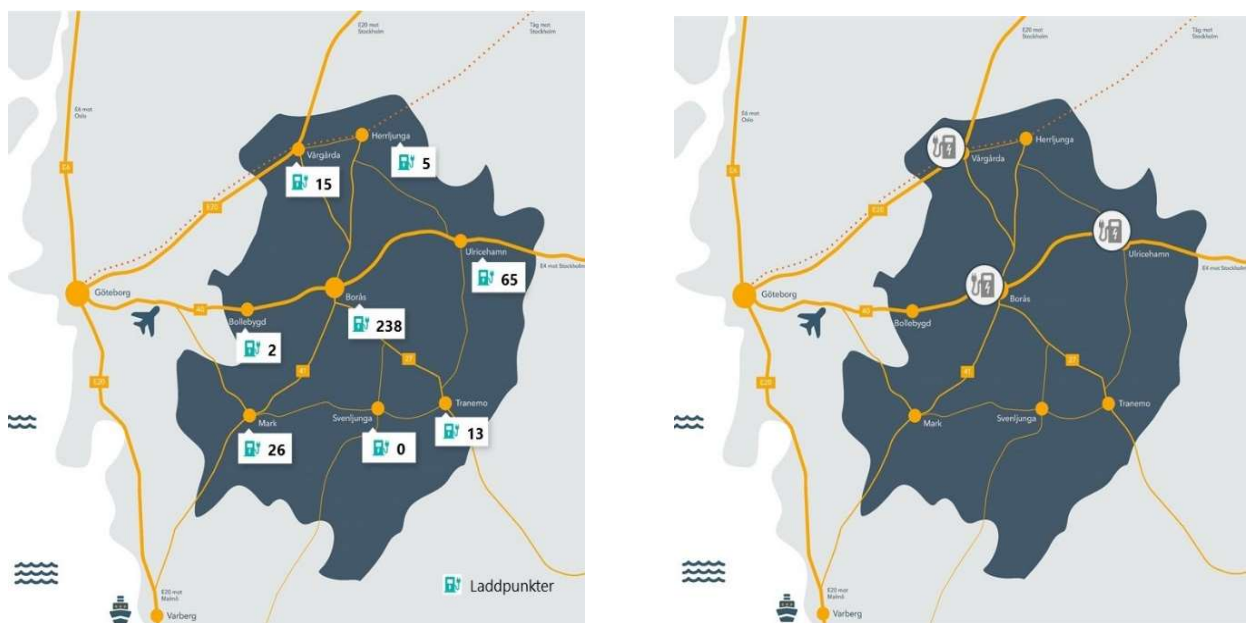 E20 mot
Stockholm
Tåg mot
Stockholm
E6 mot
Oslo
Herrljunga
Vårgårda
5
15
E6
E20
Ulricehamn
E4 mot Stockholm
65
Göteborg
Borås
40
Bollebygd
238
2
27
E20
41
Tranemo
Mark
Svenljunga
13
26
0
Laddpunkter
E20 mot
Malmö
Varberg
E20 mot
Stockholm
Tåg mot
Stockholm
E6 mot
Oslo
Herrljunga
Vårgårda
E6
E20
Ulricehamn
E4 mot Stockholm
Göteborg
Borås
40
Bollebygd
27
E20
41
Tranemo
Mark
Svenljunga
E20 mot
Malmö
Varberg